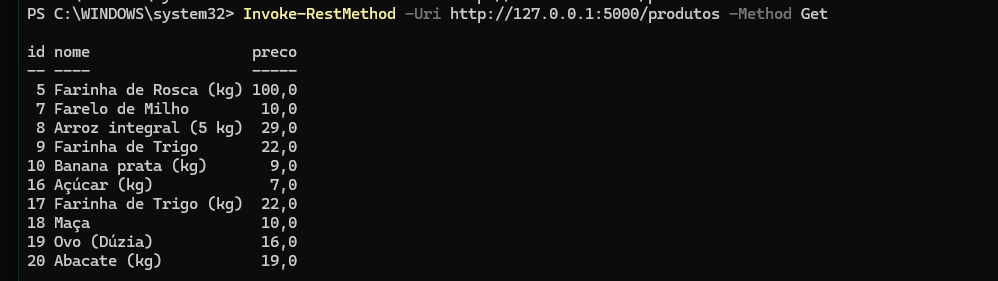 PS C:\WINDOWS\system32> Invoke-RestMethod -Uri http://127.0.0.1:5000/produtos -Method Get
id nome preco
-- ---- -----
5 Farinha de Rosca (kg) 100,0
7 Farelo de Milho 10,0
8 Arroz integral (5 kg) 29,0
9 Farinha de Trigo 22,0
10 Banana prata (kg) 9,0
16 Açúcar (kg) 7,0
17 Farinha de Trigo (kg) 22,0
18 Maça 10,0
19 Ovo (Dúzia) 16,0
20 Abacate (kg) 19,0